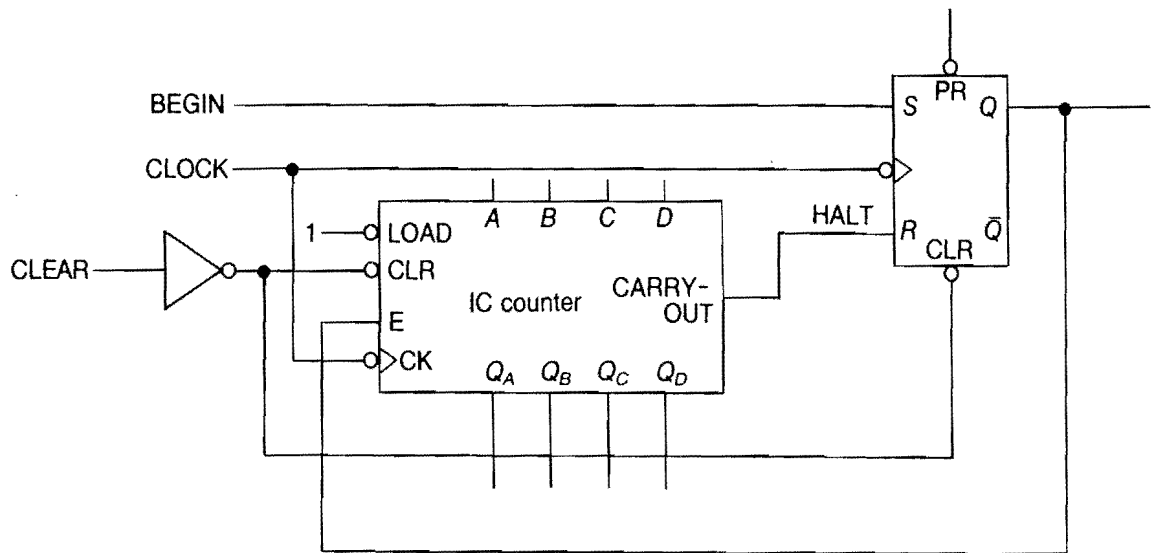 PR
BEGIN
S
Q
CLOCK
A B C D
HALT
1
LOAD
R
Q̄
CLR
CLEAR
CLR
IC counter
CARRY-
OUT
E
CK
Q_A Q_B Q_C Q_D